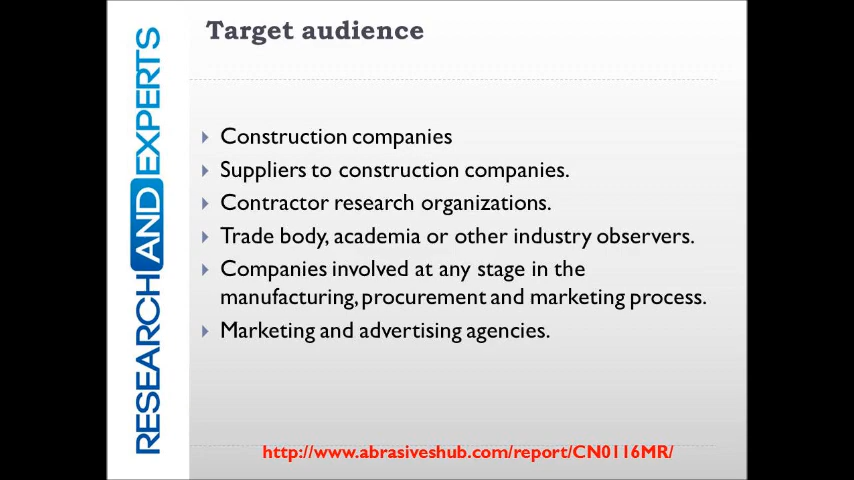 Target audience
RESEARCH AND EXPERTS
Construction companies
Suppliers to construction companies.
Contractor research organizations.
Trade body, academia or other industry observers.
Companies involved at any stage in the
manufacturing, procurement and marketing process.
Marketing and advertising agencies.
http://www.abrasiveshub.com/report/CN0116MR/